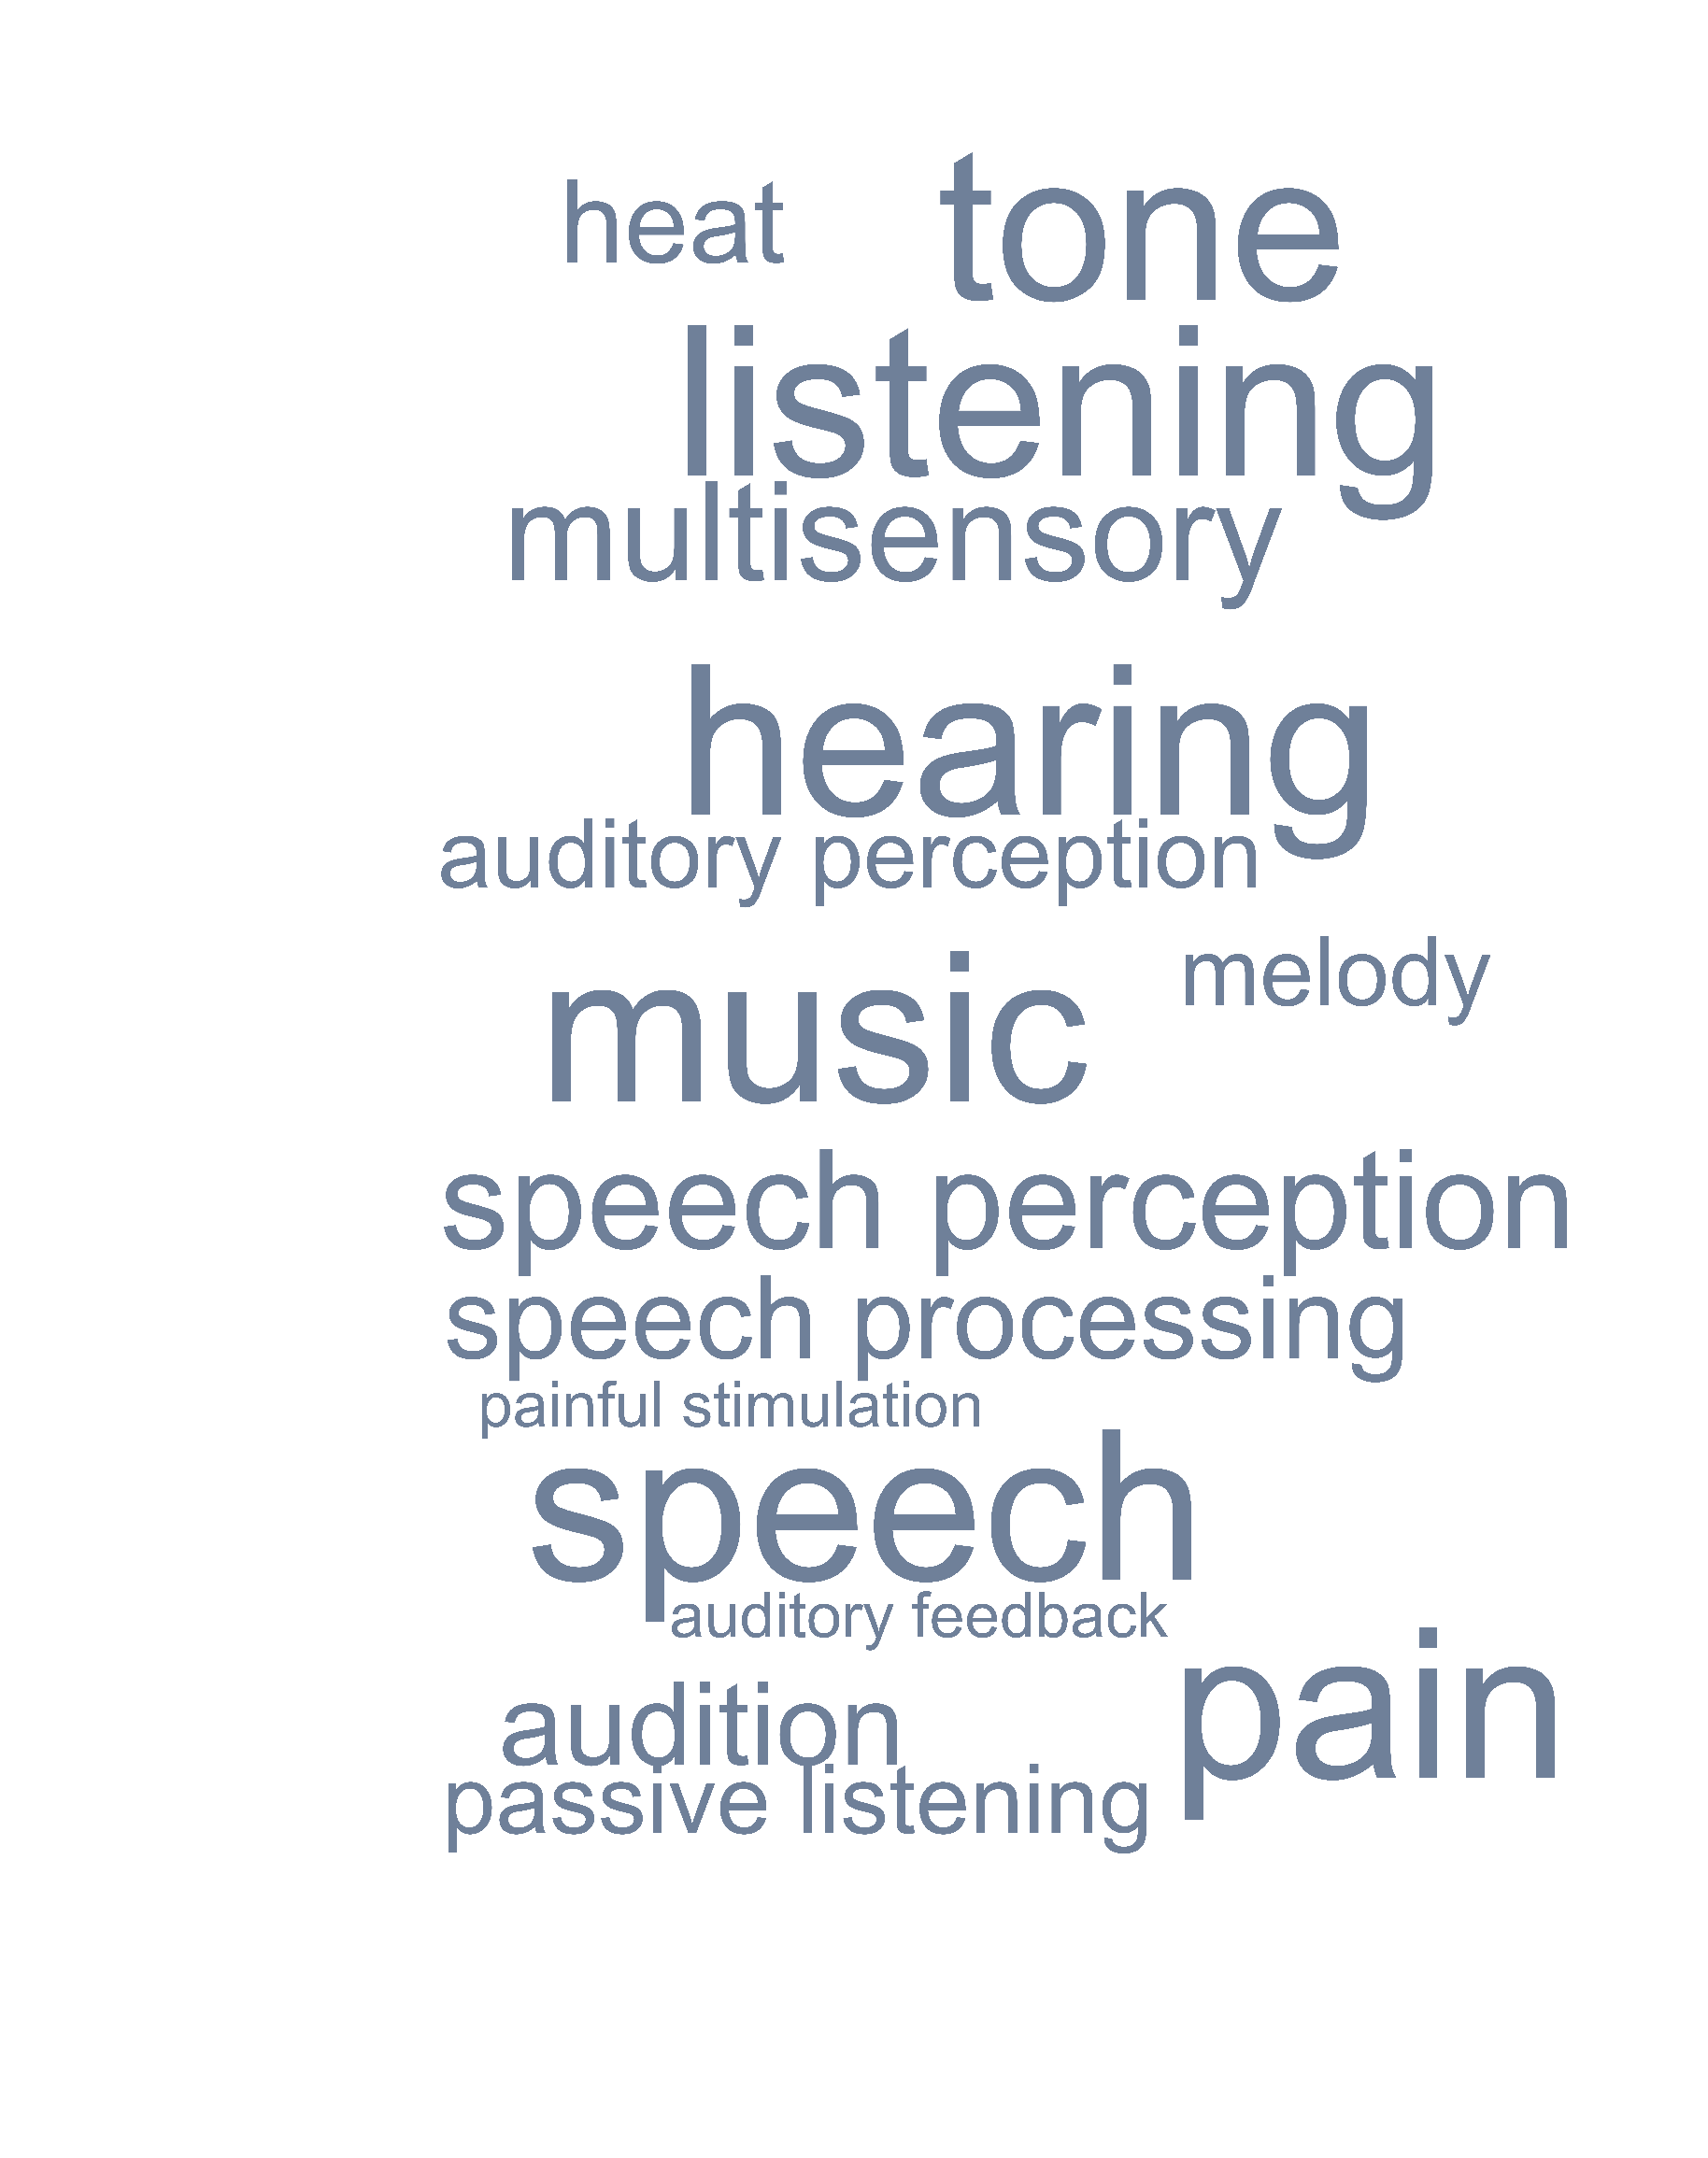 heat tone
listening
multisensory
hearing
auditory perception
melody
music
speech perception
speech processing
painful stimulation
speech
auditory feedback
pain
audition
passive listening